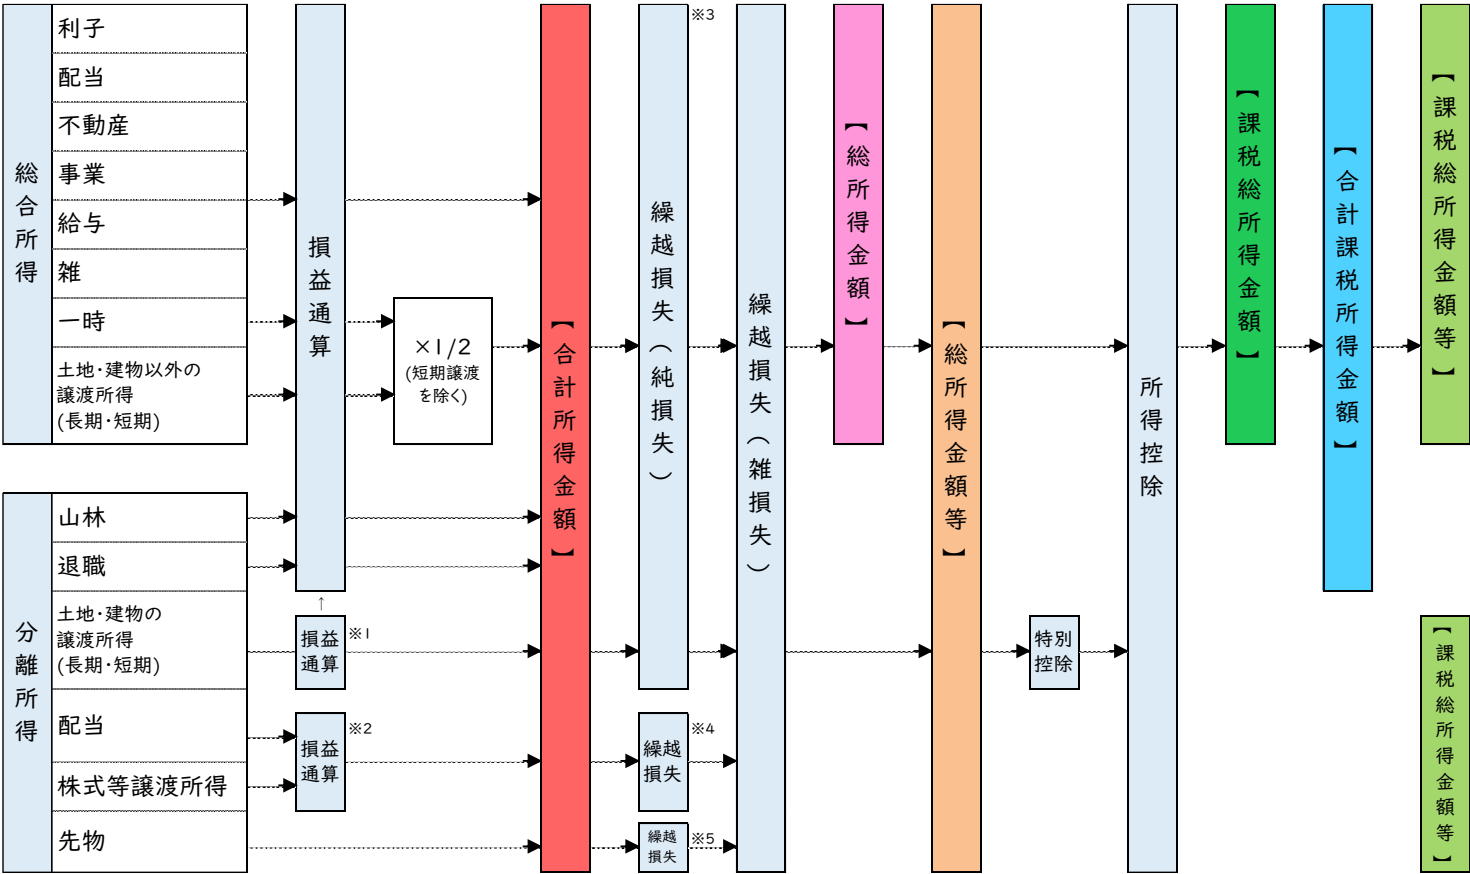 総合所得
利子
配当
不動産
事業
給与
雑
一時
土地・建物以外の
譲渡所得
(長期・短期)
分離所得
山林
退職
土地・建物の
譲渡所得
(長期・短期)
配当
株式等譲渡所得
先物
損益通算
↑
損益
通算
※1
損益
通算
※2
×1/2
(短期譲渡
を除く)
【合計所得金額】
繰越損失(純損失)
※3
繰越
損失
※4
繰越
損失
※5
繰越損失(雑損失)
【総所得金額】
【総所得金額等】
特別
控除
所得控除
【課税総所得金額】
【合計課税所得金額】
【課税総所得金額等】
【課税総所得金額等】